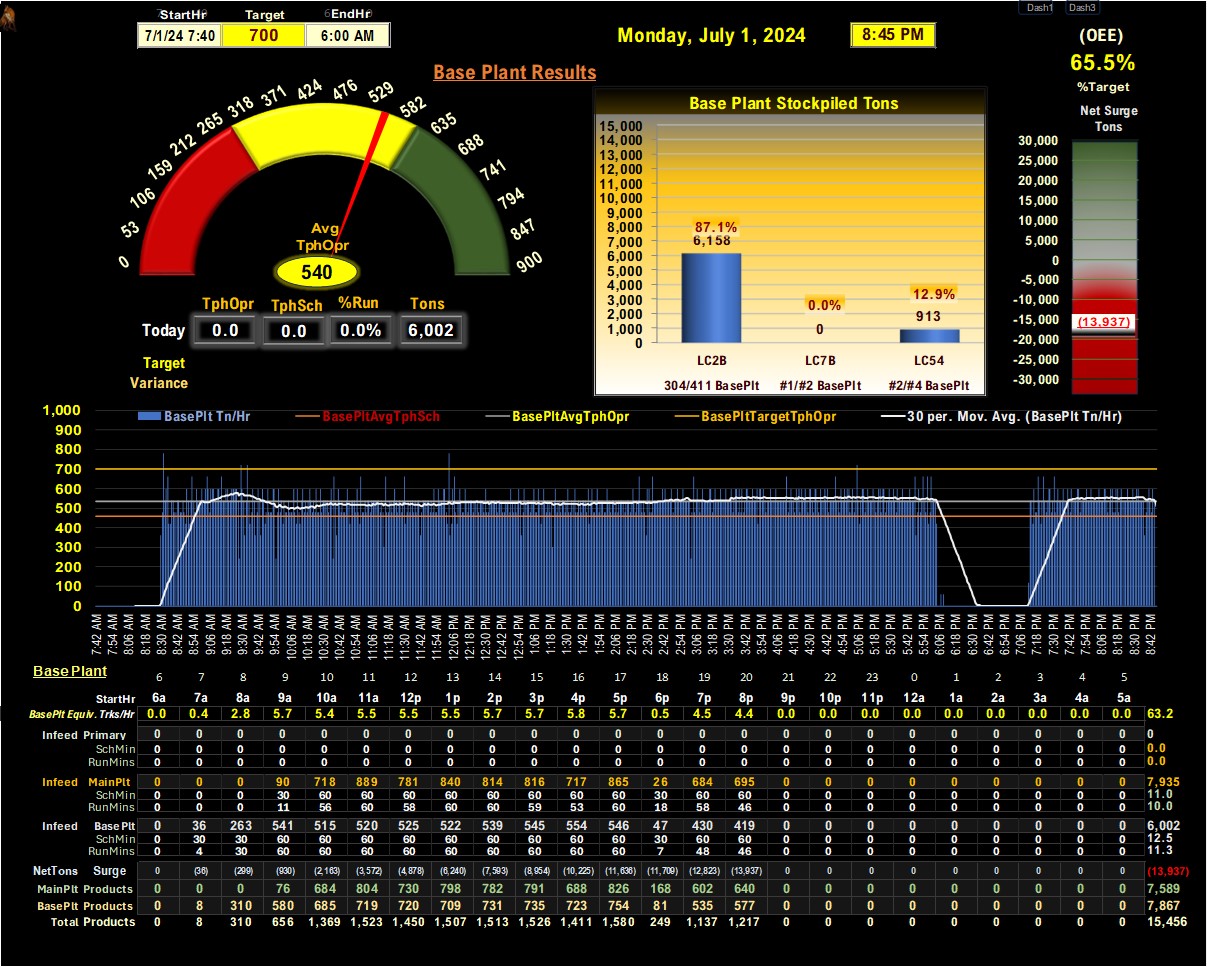 StartHr Target EndHr Dash1 Dash3
7/1/24 7:40 700 6:00 AM
Monday, July 1, 2024 8:45 PM
(OEE)
65.5%
%Target
Base Plant Results
Net Surge
Tons
0 53 106 159 212 265 318 371 424 476 529 582 635 688 741 794 847 900
Avg
TphOpr
540
TphOpr TphSch %Run Tons
Today 0.0 0.0 0.0% 6,002
Target
Variance
Base Plant Stockpiled Tons
15,000
14,000
13,000
12,000
11,000
10,000
9,000
8,000
7,000
6,000
5,000
4,000
3,000
2,000
1,000
0
87.1%
6,158
0.0%
0
12.9%
913
LC2B LC7B LC54
304/411 BasePlt #1/#2 BasePlt #2/#4 BasePlt
30,000
25,000
20,000
15,000
10,000
5,000
0
-5,000
-10,000
-15,000
-20,000
-25,000
-30,000
(13,937)
BasePlt Tn/Hr BasePltAvgTphSch BasePltAvgTphOpr BasePltTargetTphOpr 30 per. Mov. Avg. (BasePlt Tn/Hr)
1,000
900
800
700
600
500
400
300
200
100
0
7:42 AM 7:54 AM 8:06 AM 8:18 AM 8:30 AM 8:42 AM 8:54 AM 9:06 AM 9:18 AM 9:30 AM 9:42 AM 9:54 AM 10:06 AM 10:18 AM 10:30 AM 10:42 AM 10:54 AM 11:06 AM 11:18 AM 11:30 AM 11:42 AM 11:54 AM 12:06 PM 12:18 PM 12:30 PM 12:42 PM 12:54 PM 1:06 PM 1:18 PM 1:30 PM 1:42 PM 1:54 PM 2:06 PM 2:18 PM 2:30 PM 2:42 PM 2:54 PM 3:06 PM 3:18 PM 3:30 PM 3:42 PM 3:54 PM 4:06 PM 4:18 PM 4:30 PM 4:42 PM 4:54 PM 5:06 PM 5:18 PM 5:30 PM 5:42 PM 5:54 PM 6:06 PM 6:18 PM 6:30 PM 6:42 PM 6:54 PM 7:06 PM 7:18 PM 7:30 PM 7:42 PM 7:54 PM 8:06 PM 8:18 PM 8:30 PM 8:42 PM
Base Plant
6 7 8 9 10 11 12 13 14 15 16 17 18 19 20 21 22 23 0 1 2 3 4 5
StartHr 6a 7a 8a 9a 10a 11a 12p 1p 2p 3p 4p 5p 6p 7p 8p 9p 10p 11p 12a 1a 2a 3a 4a 5a
BasePlt Equiv. Trks/Hr 0.0 0.4 2.8 5.7 5.4 5.5 5.5 5.5 5.7 5.7 5.8 5.7 0.5 4.5 4.4 0.0 0.0 0.0 0.0 0.0 0.0 0.0 0.0 0.0 63.2
Infeed Primary 0 0 0 0 0 0 0 0 0 0 0 0 0 0 0 0 0 0 0 0 0 0 0 0 0
SchMin 0 0 0 0 0 0 0 0 0 0 0 0 0 0 0 0 0 0 0 0 0 0 0 0 0.0
RunMins 0 0 0 0 0 0 0 0 0 0 0 0 0 0 0 0 0 0 0 0 0 0 0 0 0.0
Infeed MainPlt 0 0 0 90 718 889 781 840 814 816 717 865 26 684 695 0 0 0 0 0 0 0 0 0 7,935
SchMin 0 0 0 30 60 60 60 60 60 60 60 60 30 60 60 0 0 0 0 0 0 0 0 0 11.0
RunMins 0 0 0 11 56 60 58 60 60 59 53 60 18 58 46 0 0 0 0 0 0 0 0 0 10.0
Infeed BasePlt 0 36 263 541 515 520 525 522 539 545 554 546 47 430 419 0 0 0 0 0 0 0 0 0 6,002
SchMin 0 30 30 60 60 60 60 60 60 60 60 60 30 60 60 0 0 0 0 0 0 0 0 0 12.5
RunMins 0 4 30 60 60 60 60 60 60 60 60 60 7 48 46 0 0 0 0 0 0 0 0 0 11.3
NetTons Surge 0 (36) (299) (930) (2,163) (3,572) (4,878) (6,240) (7,593) (8,954) (10,225) (11,636) (11,709) (12,823) (13,937) 0 0 0 0 0 0 0 0 0 (13,937)
MainPlt Products 0 0 0 76 684 804 730 798 782 791 688 826 168 602 640 0 0 0 0 0 0 0 0 0 7,589
BasePlt Products 0 8 310 580 685 719 720 709 731 735 723 754 81 535 577 0 0 0 0 0 0 0 0 0 7,867
Total Products 0 8 310 656 1,369 1,523 1,450 1,507 1,513 1,526 1,411 1,580 249 1,137 1,217 0 0 0 0 0 0 0 0 0 15,456